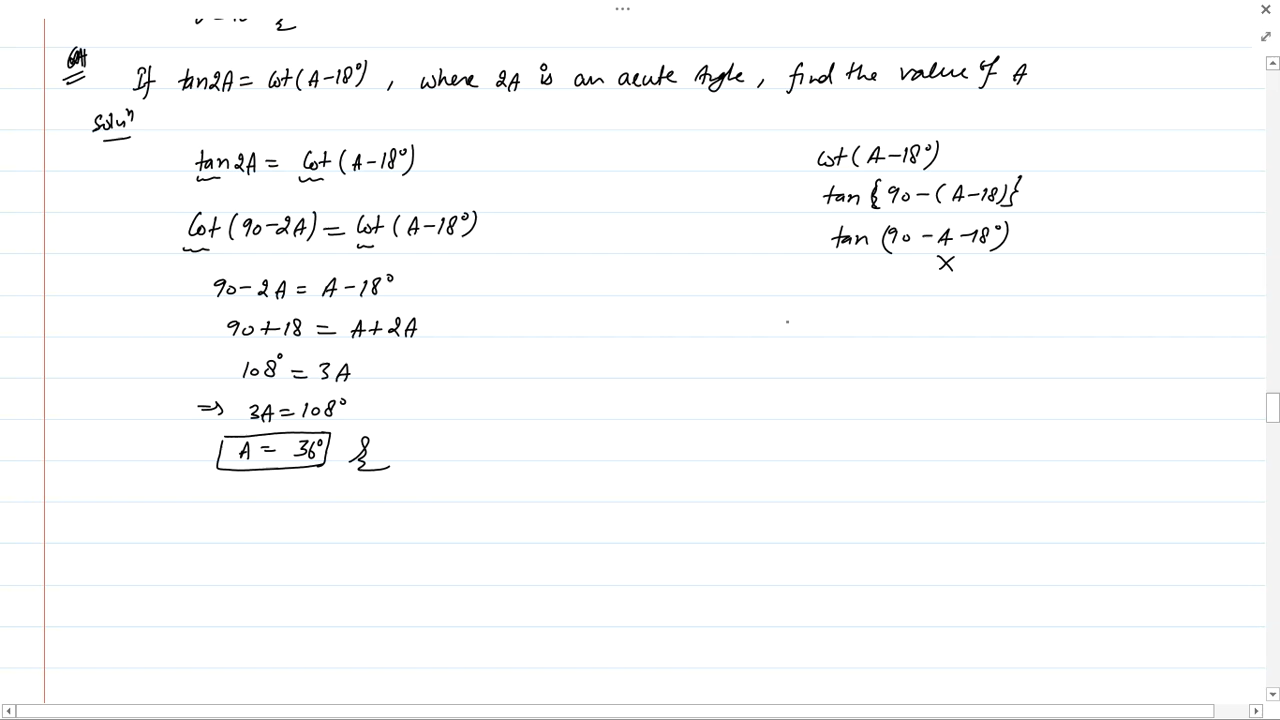 If tan2A = cot(A-18°), where 2A is an acute Angle, find the value of A
Soluⁿ
tan2A = Cot(A-18°)
Cot(90-2A) = Cot(A-18°)
90-2A = A-18°
90+18 = A+2A
108° = 3A
⇒ 3A = 108°
A = 36°
cot(A-18°)
tan{90-(A-18)}
tan(90-A-18°)
×